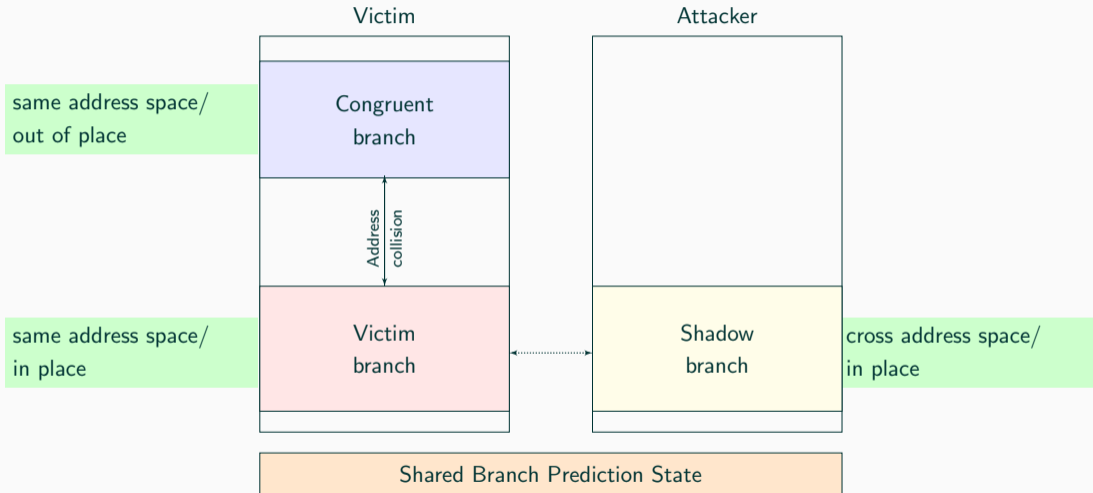 Victim
Attacker
same address space/
out of place
Congruent
branch
Address
collision
same address space/
in place
Victim
branch
Shadow
branch
cross address space/
in place
Shared Branch Prediction State